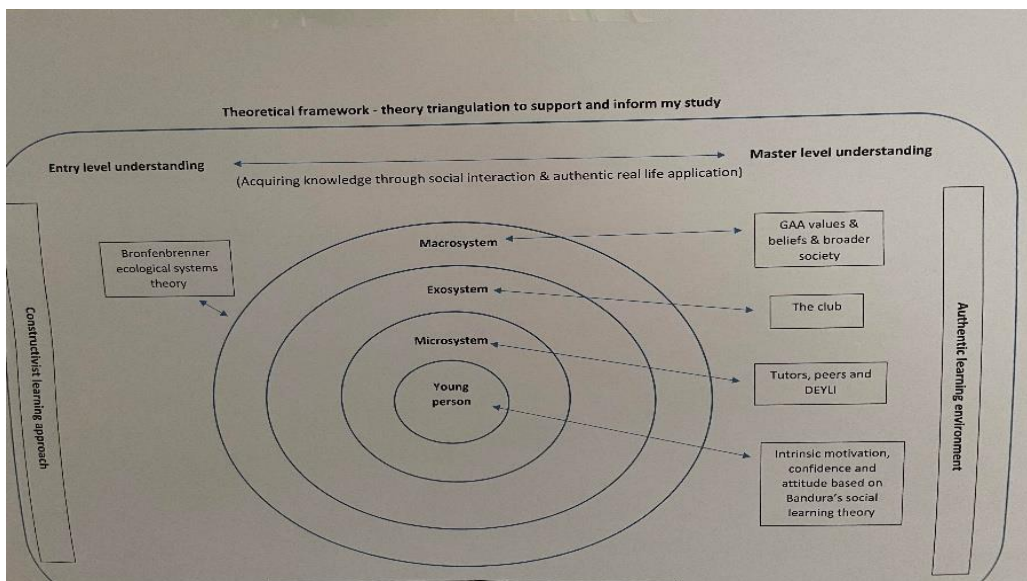 Theoretical framework - theory triangulation to support and inform my study
Entry level understanding
Master level understanding
(Acquiring knowledge through social interaction & authentic real life application)
Constructivist learning approach
Bronfenbrenner
ecological systems
theory
Macrosystem
Exosystem
Microsystem
Young
person
GAA values &
beliefs & broader
society
The club
Tutors, peers and
DEYLI
Intrinsic motivation,
confidence and
attitude based on
Bandura's social
learning theory
Authentic learning environment